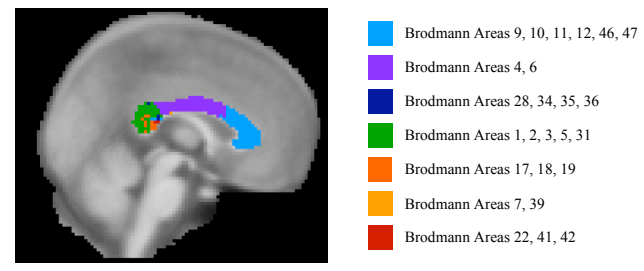 Brodmann Areas 9, 10, 11, 12, 46, 47
Brodmann Areas 4, 6
Brodmann Areas 28, 34, 35, 36
Brodmann Areas 1, 2, 3, 5, 31
Brodmann Areas 17, 18, 19
Brodmann Areas 7, 39
Brodmann Areas 22, 41, 42